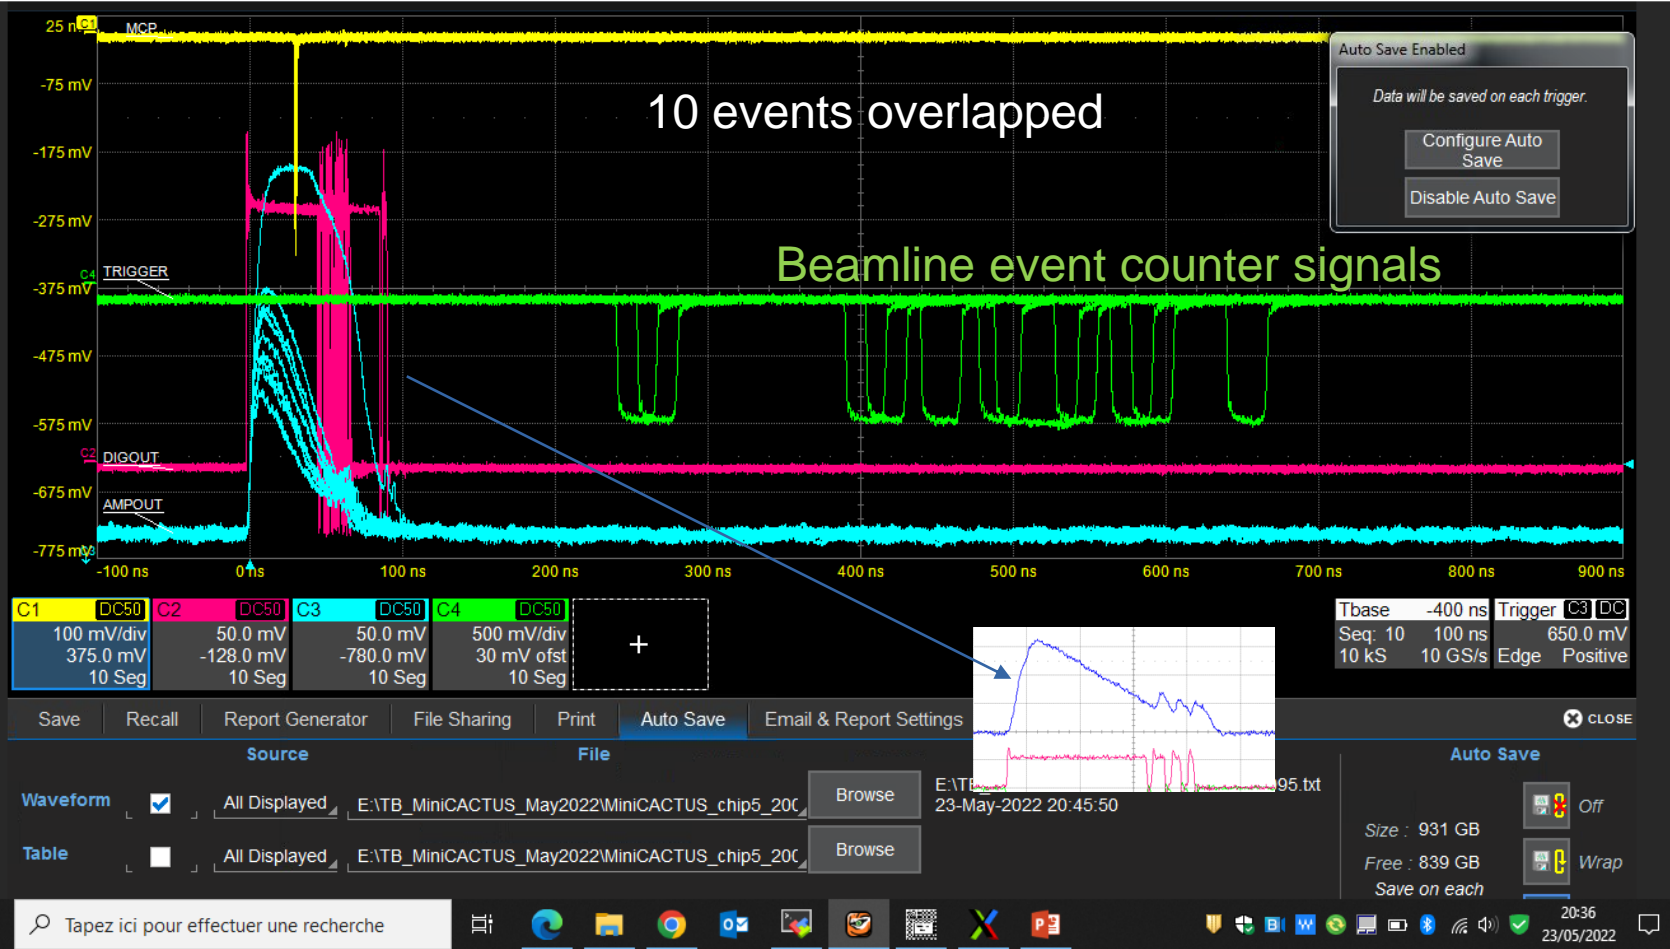 25 n
C1
MCP
-75 mV
-175 mV
-275 mV
C4
TRIGGER
-375 mV
-475 mV
-575 mV
C2
DIGOUT
-675 mV
AMPOUT
-775 mV
C3
10 events overlapped
Beamline event counter signals
Auto Save Enabled
Data will be saved on each trigger.
Configure Auto
Save
Disable Auto Save
-100 ns 0 ns 100 ns 200 ns 300 ns 400 ns 500 ns 600 ns 700 ns 800 ns 900 ns
C1 DC50 C2 DC50 C3 DC50 C4 DC50
100 mV/div 50.0 mV 50.0 mV 500 mV/div
375.0 mV -128.0 mV -780.0 mV 30 mV ofst
10 Seg 10 Seg 10 Seg 10 Seg
+
Tbase -400 ns Trigger C3 DC
Seq: 10 100 ns 650.0 mV
10 kS 10 GS/s Edge Positive
Save Recall Report Generator File Sharing Print Auto Save Email & Report Settings CLOSE
Source File Auto Save
Waveform All Displayed E:\TB_MiniCACTUS_May2022\MiniCACTUS_chip5_200 Browse
E:\T 95.txt
23-May-2022 20:45:50
Off
Size : 931 GB
Table All Displayed E:\TB_MiniCACTUS_May2022\MiniCACTUS_chip5_200 Browse
Free : 839 GB Wrap
Save on each
Tapez ici pour effectuer une recherche
20:36
23/05/2022